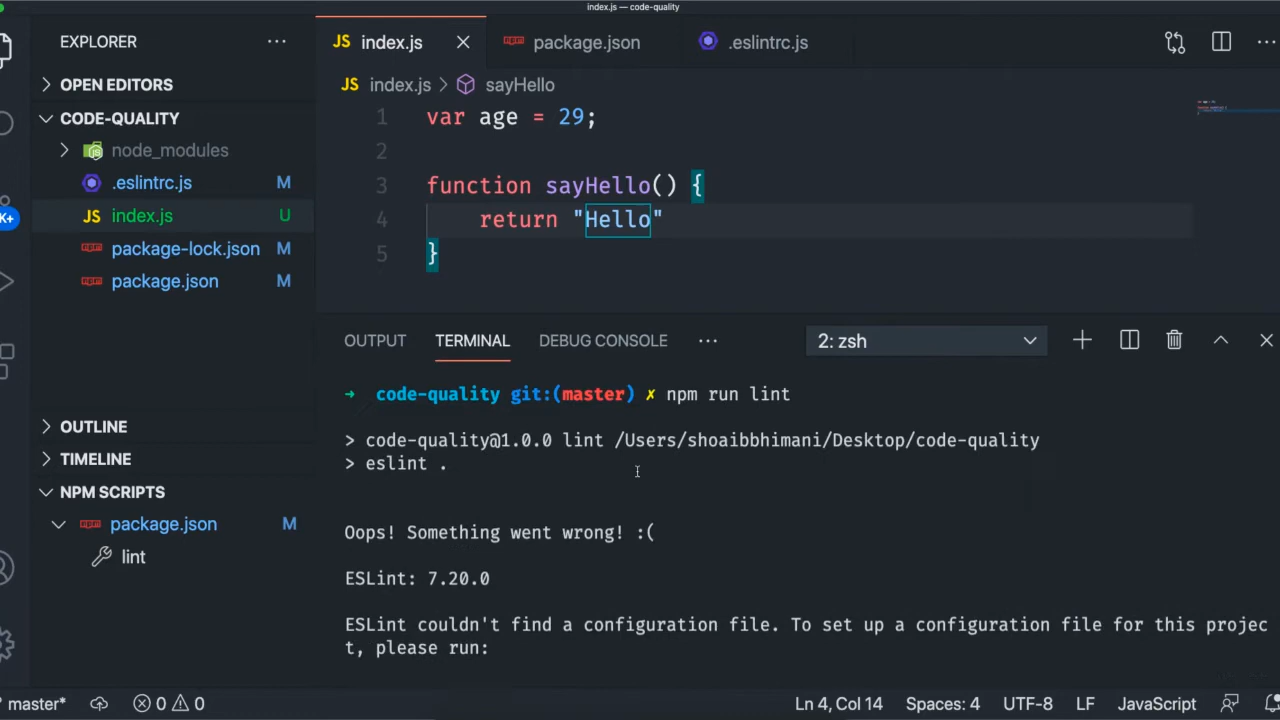 index.js — code-quality
EXPLORER ···
JS index.js × package.json .eslintrc.js ···
OPEN EDITORS
JS index.js > sayHello
CODE-QUALITY
node_modules
.eslintrc.js M
JS index.js U
package-lock.json M
package.json M
K+
1 var age = 29;
2
3 function sayHello() {
4 return "Hello"
5 }
OUTPUT TERMINAL DEBUG CONSOLE ··· 2: zsh
→ code-quality git:(master) ✗ npm run lint
> code-quality@1.0.0 lint /Users/shoaibbhimani/Desktop/code-quality
> eslint .
Oops! Something went wrong! :(
ESLint: 7.20.0
ESLint couldn't find a configuration file. To set up a configuration file for this projec
t, please run:
OUTLINE
TIMELINE
NPM SCRIPTS
package.json M
lint
master* 0 0 Ln 4, Col 14 Spaces: 4 UTF-8 LF JavaScript